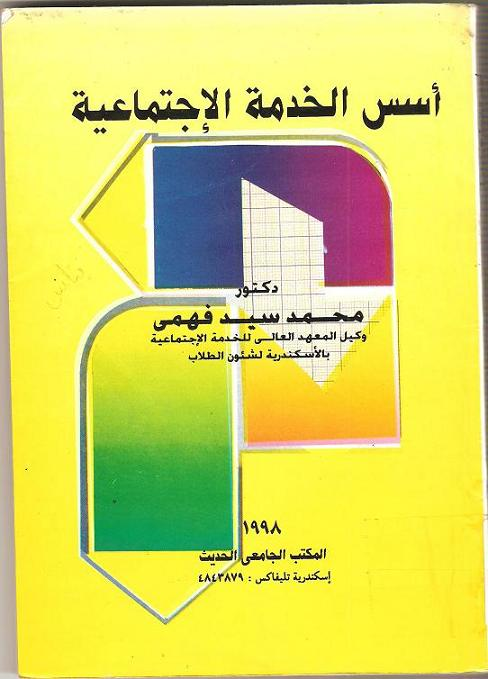 أسس الخدمة الإجتماعية
دكتور
محمد سيد فهمى
وكيل المعهد العالى للخدمة الإجتماعية
بالأسكندرية لشئون الطلاب
١٩٩٨
المكتب الجامعى الحديث
إسكندرية تليفاكس : ٤٨٤٣٨٧٩